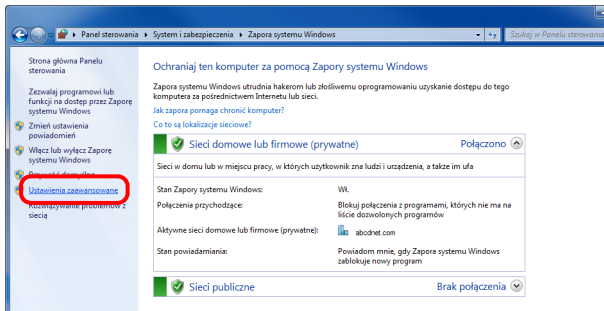 Panel sterowania ▸ System i zabezpieczenia ▸ Zapora systemu Windows
Szukaj w Panelu sterowania
Strona główna Panelu
sterowania
Zezwalaj programowi lub
funkcji na dostęp przez Zaporę
systemu Windows
Zmień ustawienia
powiadomień
Włącz lub wyłącz Zaporę
systemu Windows
Ustawienia zaawansowane
Rozwiązywanie problemów z
siecią
Ochraniaj ten komputer za pomocą Zapory systemu Windows
Zapora systemu Windows utrudnia hakerom lub złośliwemu oprogramowaniu uzyskanie dostępu do tego
komputera za pośrednictwem Internetu lub sieci.
Jak zapora pomaga chronić komputer?
Co to są lokalizacje sieciowe?
Sieci domowe lub firmowe (prywatne) Połączono
Sieci w domu lub w miejscu pracy, w których użytkownik zna ludzi i urządzenia, a także im ufa
Stan Zapory systemu Windows: Wł.
Połączenia przychodzące: Blokuj połączenia z programami, których nie ma na
liście dozwolonych programów
Aktywne sieci domowe lub firmowe (prywatne): abcdnet.com
Stan powiadamiania: Powiadom mnie, gdy Zapora systemu Windows
zablokuje nowy program
Sieci publiczne Brak połączenia